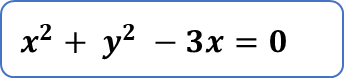 x² + y² − 3x = 0